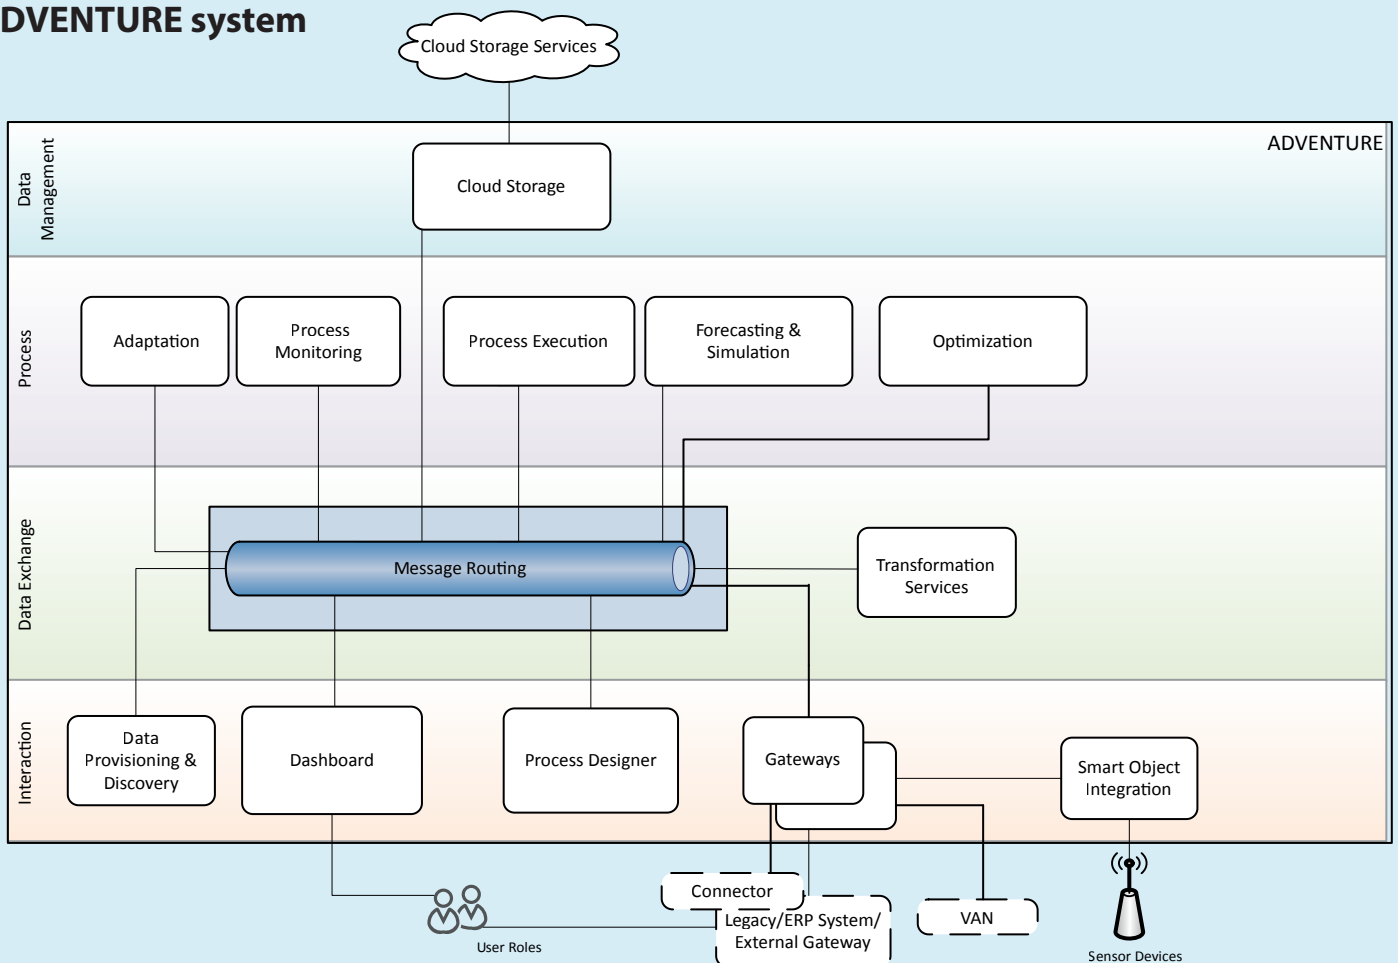 DVENTURE system
Cloud Storage Services
ADVENTURE
Data
Management
Cloud Storage
Process
Adaptation
Process
Monitoring
Process Execution
Forecasting &
Simulation
Optimization
Data Exchange
Message Routing
Transformation
Services
Interaction
Data
Provisioning &
Discovery
Dashboard
Process Designer
Gateways
Smart Object
Integration
Connector
Legacy/ERP System/
External Gateway
VAN
User Roles
Sensor Devices